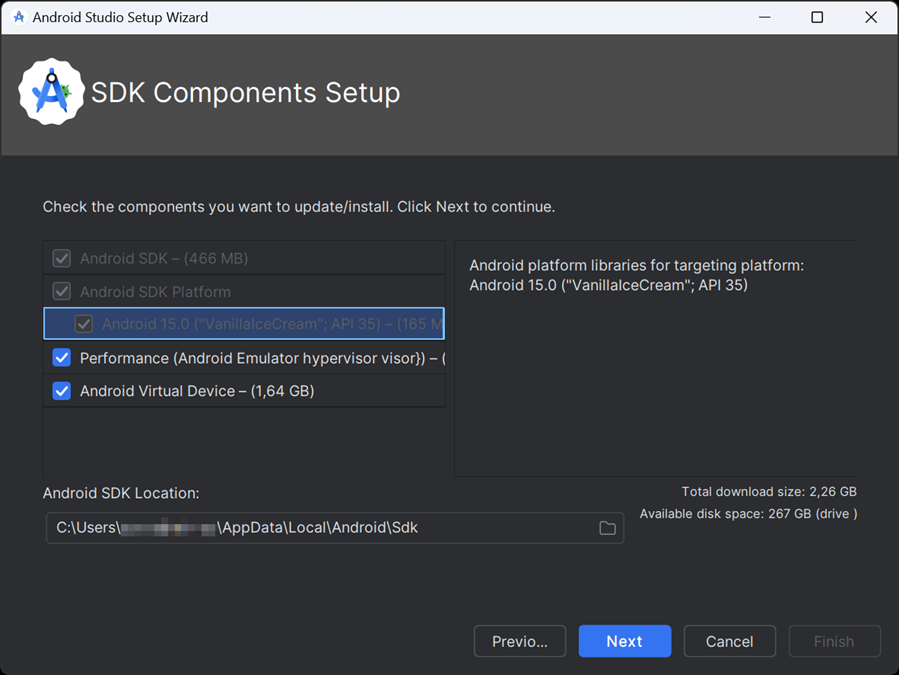 Android Studio Setup Wizard
SDK Components Setup
Check the components you want to update/install. Click Next to continue.
Android SDK – (466 MB)
Android SDK Platform
Android 15.0 ("VanillaIceCream"; API 35) – (165 M
Performance (Android Emulator hypervisor visor}) – (
Android Virtual Device – (1,64 GB)
Android platform libraries for targeting platform:
Android 15.0 ("VanillaIceCream"; API 35)
Android SDK Location:
C:\Users\ \AppData\Local\Android\Sdk
Total download size: 2,26 GB
Available disk space: 267 GB (drive )
Previo...
Next
Cancel
Finish